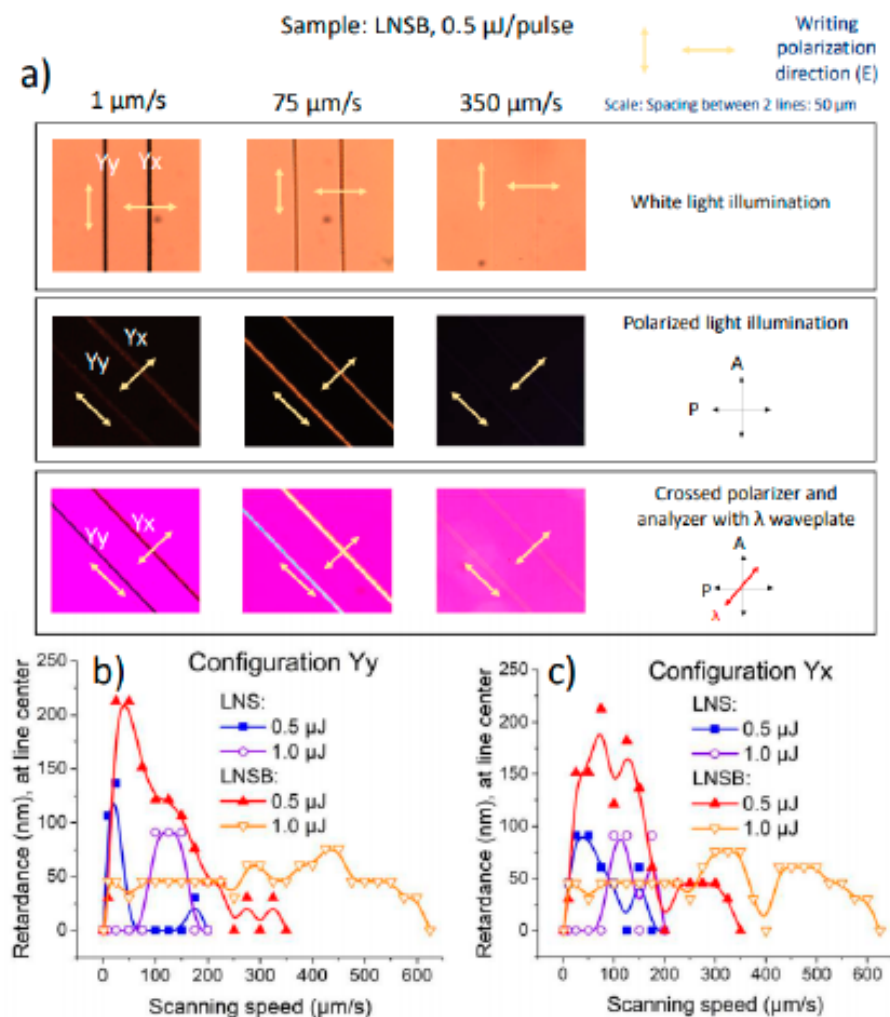 Sample: LNSB, 0.5 µJ/pulse
Writing
polarization
direction (E)
a)
1 µm/s
75 µm/s
350 µm/s
Scale: Spacing between 2 lines: 50 µm
Yy
Yx
White light illumination
Polarized light illumination
Yx
Yy
A
P
Crossed polarizer and
analyzer with λ waveplate
Yx
Yy
A
P
λ
b)
Configuration Yy
LNS:
0.5 µJ
1.0 µJ
LNSB:
0.5 µJ
1.0 µJ
Retardance (nm), at line center
250
200
150
100
50
0
0 100 200 300 400 500 600
Scanning speed (µm/s)
c)
Configuration Yx
LNS:
0.5 µJ
1.0 µJ
LNSB:
0.5 µJ
1.0 µJ
Retardance (nm), at line center
250
200
150
100
50
0
0 100 200 300 400 500 600
Scanning speed (µm/s)